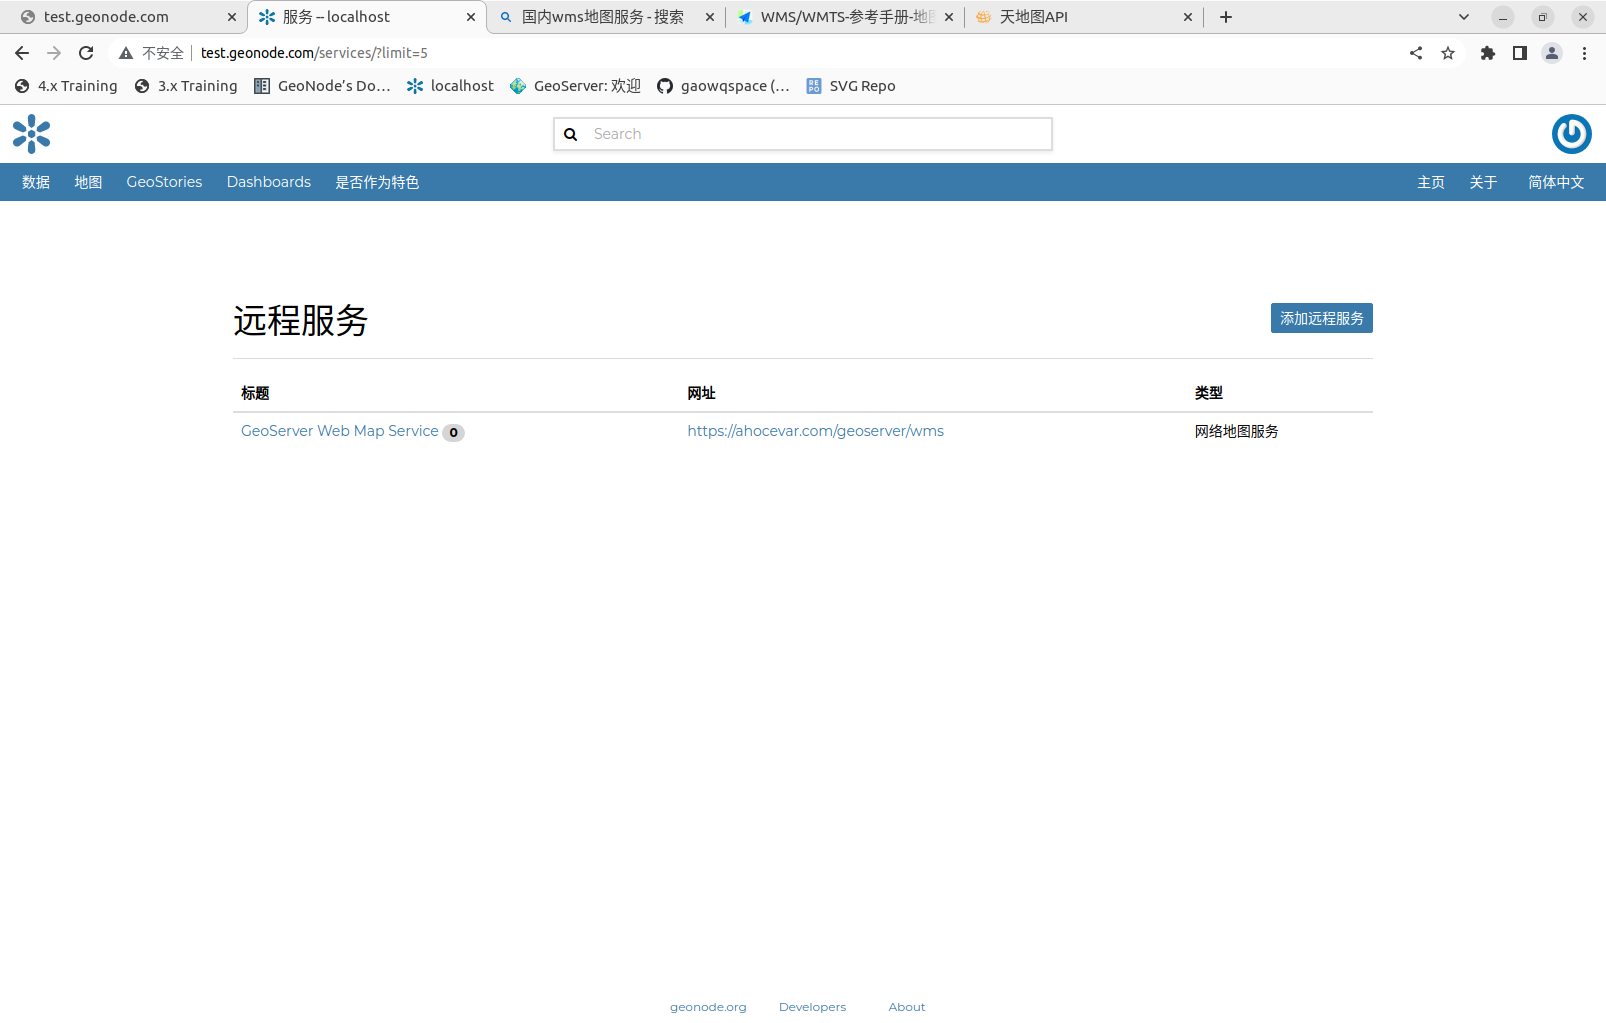 test.geonode.com
服务 – localhost
国内wms地图服务 - 搜索
WMS/WMTS-参考手册-地图
天地图API
不安全
test.geonode.com/services/?limit=5
4.x Training
3.x Training
GeoNode’s Do…
localhost
GeoServer: 欢迎
gaowqspace (…
SVG Repo
Search
数据
地图
GeoStories
Dashboards
是否作为特色
主页
关于
简体中文
远程服务
添加远程服务
标题
网址
类型
GeoServer Web Map Service 0
https://ahocevar.com/geoserver/wms
网络地图服务
geonode.org
Developers
About